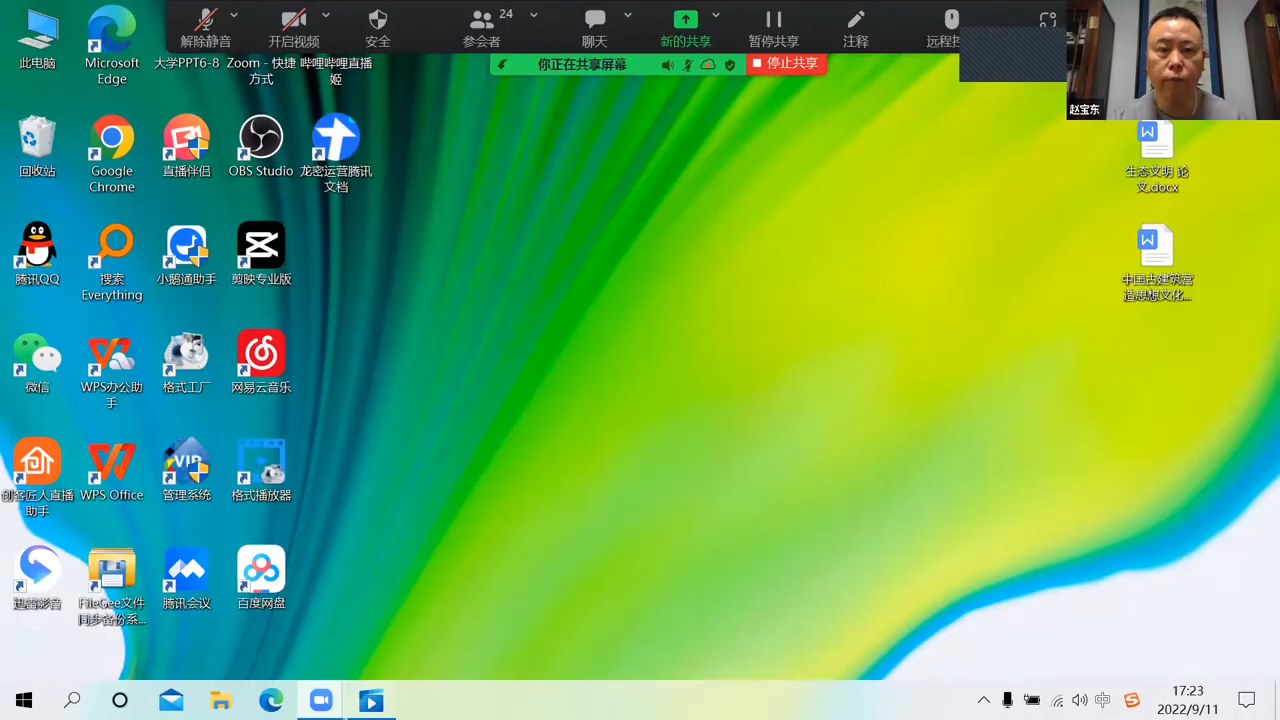 解除静音
开启视频
安全
24
参会者
聊天
新的共享
暂停共享
注释
你正在共享屏幕
停止共享
赵宝东
此电脑
Microsoft
Edge
大学PPT6-8
Zoom - 快捷
方式
哔哩哔哩直播
姬
回收站
Google
Chrome
直播伴侣
OBS Studio
龙密运营腾讯
文档
腾讯QQ
搜索
Everything
小鹅通助手
剪映专业版
微信
WPS办公助
手
格式工厂
网易云音乐
创客匠人直播
助手
WPS Office
VIP
管理系统
格式播放器
迅雷影音
FileGee文件
同步备份系...
腾讯会议
百度网盘
W
生态文明 论
文.docx
W
中国古建筑营
造思想文化...
中
S
17:23
2022/9/11